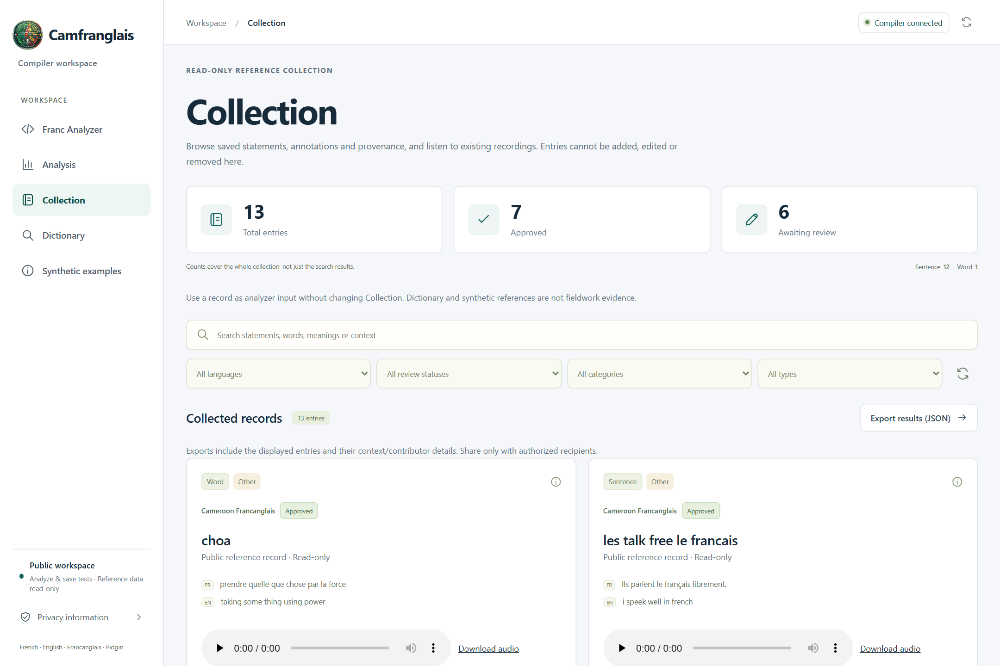 Camfranglais
Compiler workspace
WORKSPACE
Franc Analyzer
Analysis
Collection
Dictionary
Synthetic examples
Public workspace
Analyze & save tests · Reference data
read-only
Privacy information
French · English · Francanglais · Pidgin
Workspace / Collection
Compiler connected
READ-ONLY REFERENCE COLLECTION
Collection
Browse saved statements, annotations and provenance, and listen to existing recordings. Entries cannot be added, edited or
removed here.
13
Total entries
7
Approved
6
Awaiting review
Counts cover the whole collection, not just the search results.
Sentence 12 Word 1
Use a record as analyzer input without changing Collection. Dictionary and synthetic references are not fieldwork evidence.
Search statements, words, meanings or context
All languages
All review statuses
All categories
All types
Collected records 13 entries
Export results (JSON)
Exports include the displayed entries and their context/contributor details. Share only with authorized recipients.
Word Other
Cameroon Francanglais Approved
choa
Public reference record · Read-only
FR prendre quelle que chose par la force
EN taking some thing using power
0:00 / 0:00
Download audio
Sentence Other
Cameroon Francanglais Approved
les talk free le francais
Public reference record · Read-only
FR Ils parlent le français librement.
EN i speek well in french
0:00 / 0:00
Download audio